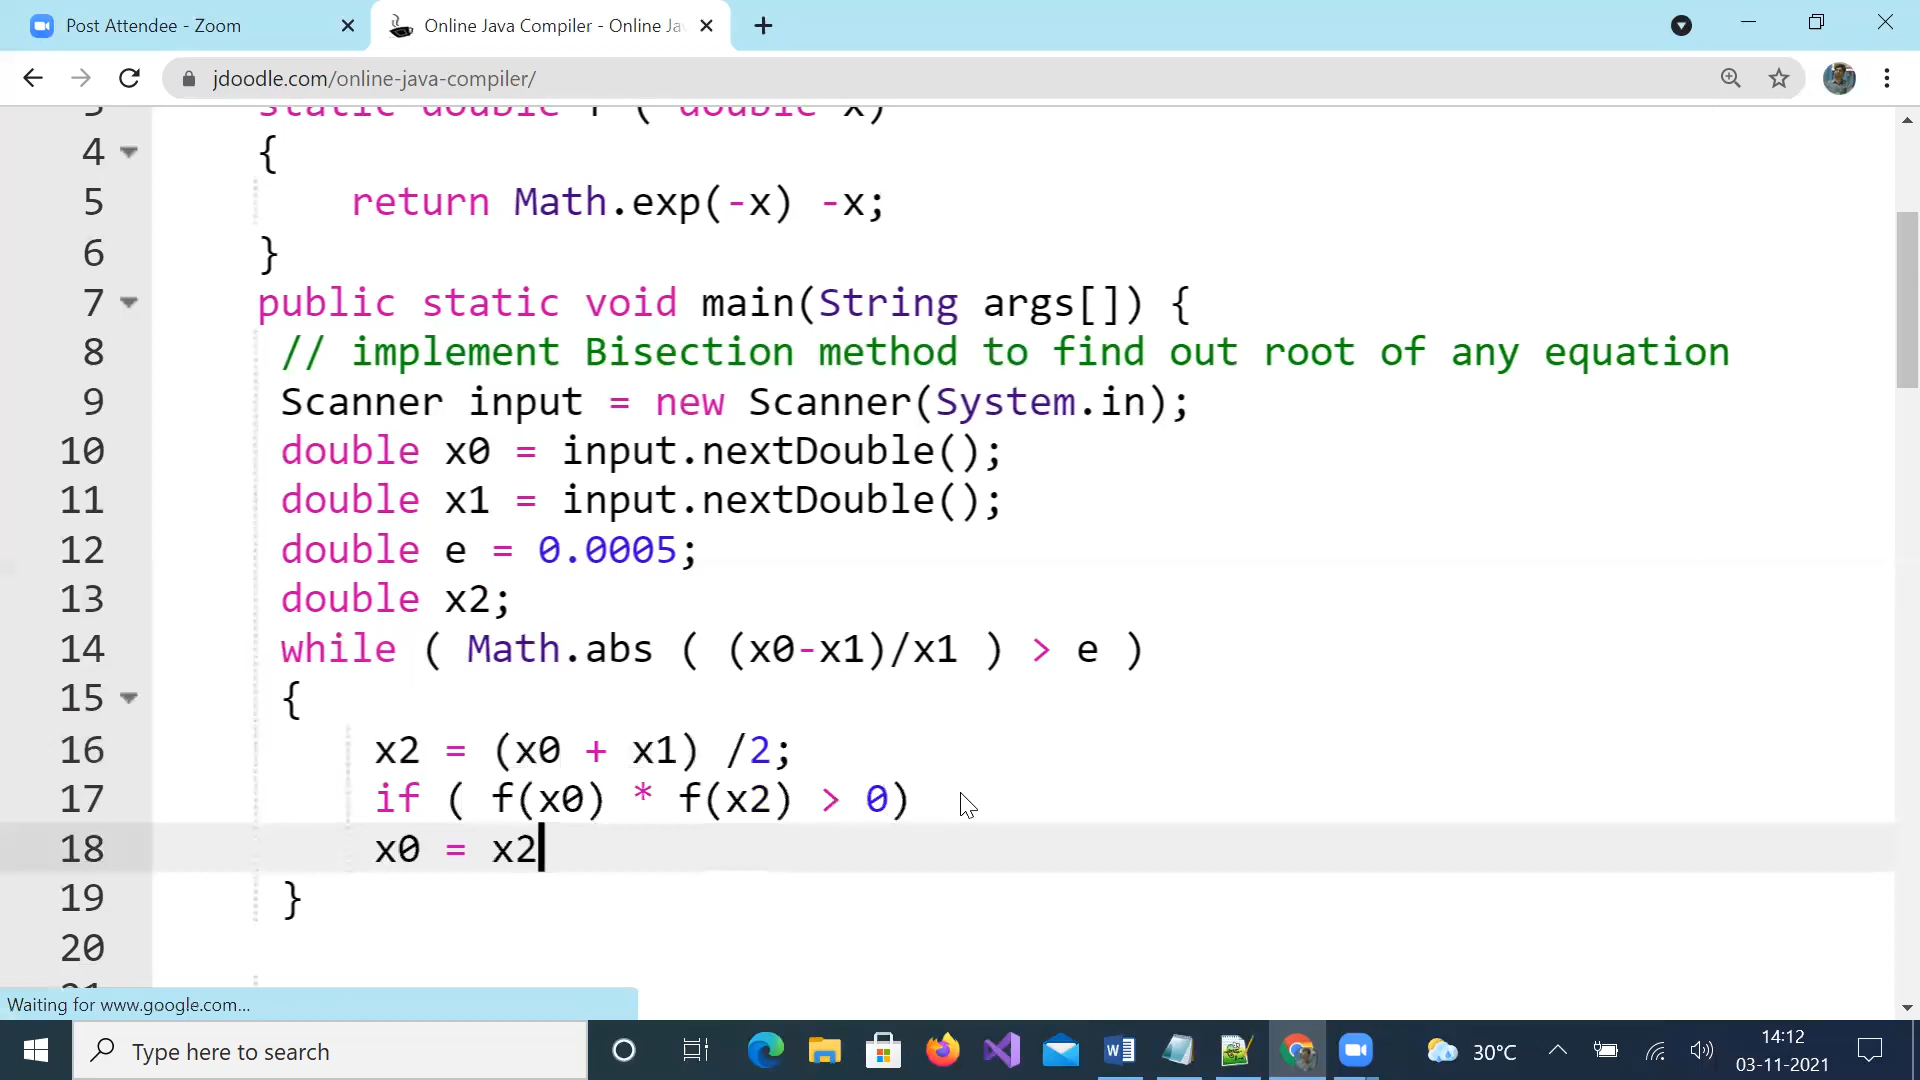 Post Attendee - Zoom
Online Java Compiler - Online Ja
jdoodle.com/online-java-compiler/
3 static double f ( double x)
4 {
5 return Math.exp(-x) -x;
6 }
7 public static void main(String args[]) {
8 // implement Bisection method to find out root of any equation
9 Scanner input = new Scanner(System.in);
10 double x0 = input.nextDouble();
11 double x1 = input.nextDouble();
12 double e = 0.0005;
13 double x2;
14 while ( Math.abs ( (x0-x1)/x1 ) > e )
15 {
16 x2 = (x0 + x1) /2;
17 if ( f(x0) * f(x2) > 0)
18 x0 = x2
19 }
20
21
Waiting for www.google.com...
Type here to search
30°C
14:12
03-11-2021